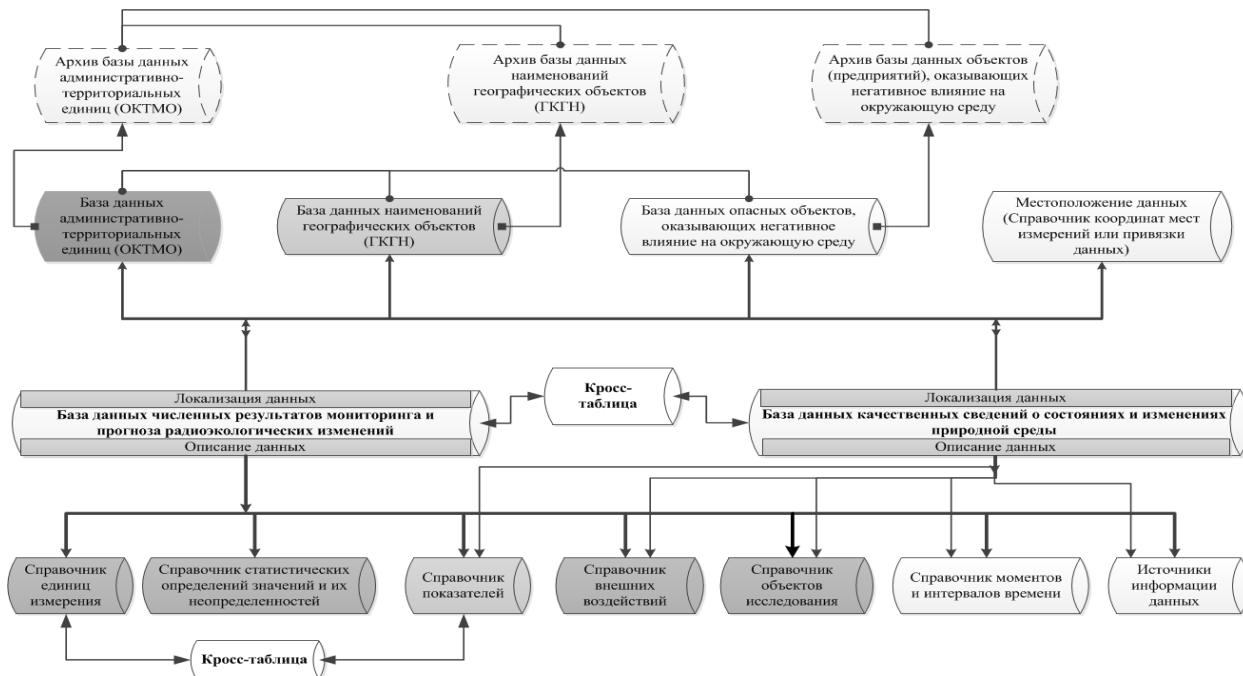 Архив базы данных
административно-
территориальных
единиц (ОКТМО)
Архив базы данных
наименований
географических объектов
(ГКГН)
Архив базы данных объектов
(предприятий), оказывающих
негативное влияние на
окружающую среду
База данных
административно-
территориальных
единиц (ОКТМО)
База данных наименований
географических объектов
(ГКГН)
База данных опасных объектов,
оказывающих негативное
влияние на окружающую среду
Местоположение данных
(Справочник координат мест
измерений или привязки
данных)
Локализация данных
База данных численных результатов мониторинга и
прогноза радиоэкологических изменений
Описание данных
Кросс-
таблица
Локализация данных
База данных качественных сведений о состояниях и изменениях
природной среды
Описание данных
Справочник
единиц
измерения
Справочник статистических
определений значений и их
неопределенностей
Справочник
показателей
Справочник
внешних
воздействий
Справочник
объектов
исследования
Справочник моментов
и интервалов времени
Источники
информации
данных
Кросс-таблица